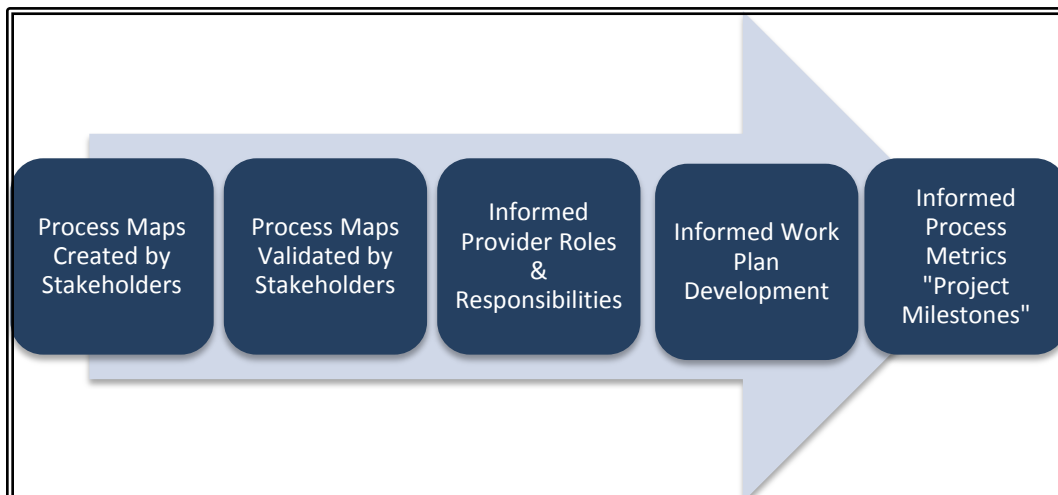 Process Maps
Created by
Stakeholders
Process Maps
Validated by
Stakeholders
Informed
Provider Roles
&
Responsibilities
Informed Work
Plan
Development
Informed
Process
Metrics
"Project
Milestones"